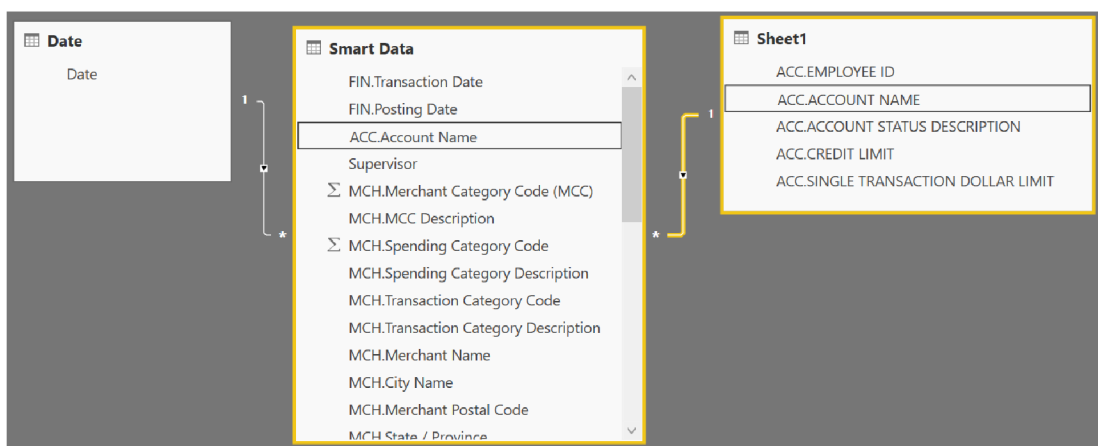 Date
Date
1
*
Smart Data
FIN.Transaction Date
FIN.Posting Date
ACC.Account Name
Supervisor
Σ MCH.Merchant Category Code (MCC)
MCH.MCC Description
Σ MCH.Spending Category Code
MCH.Spending Category Description
MCH.Transaction Category Code
MCH.Transaction Category Description
MCH.Merchant Name
MCH.City Name
MCH.Merchant Postal Code
MCH.State / Province
*
1
Sheet1
ACC.EMPLOYEE ID
ACC.ACCOUNT NAME
ACC.ACCOUNT STATUS DESCRIPTION
ACC.CREDIT LIMIT
ACC.SINGLE TRANSACTION DOLLAR LIMIT